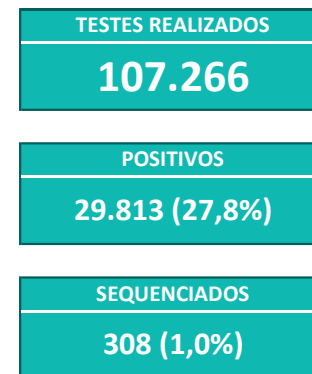 TESTES REALIZADOS
107.266
POSITIVOS
29.813 (27,8%)
SEQUENCIADOS
308 (1,0%)